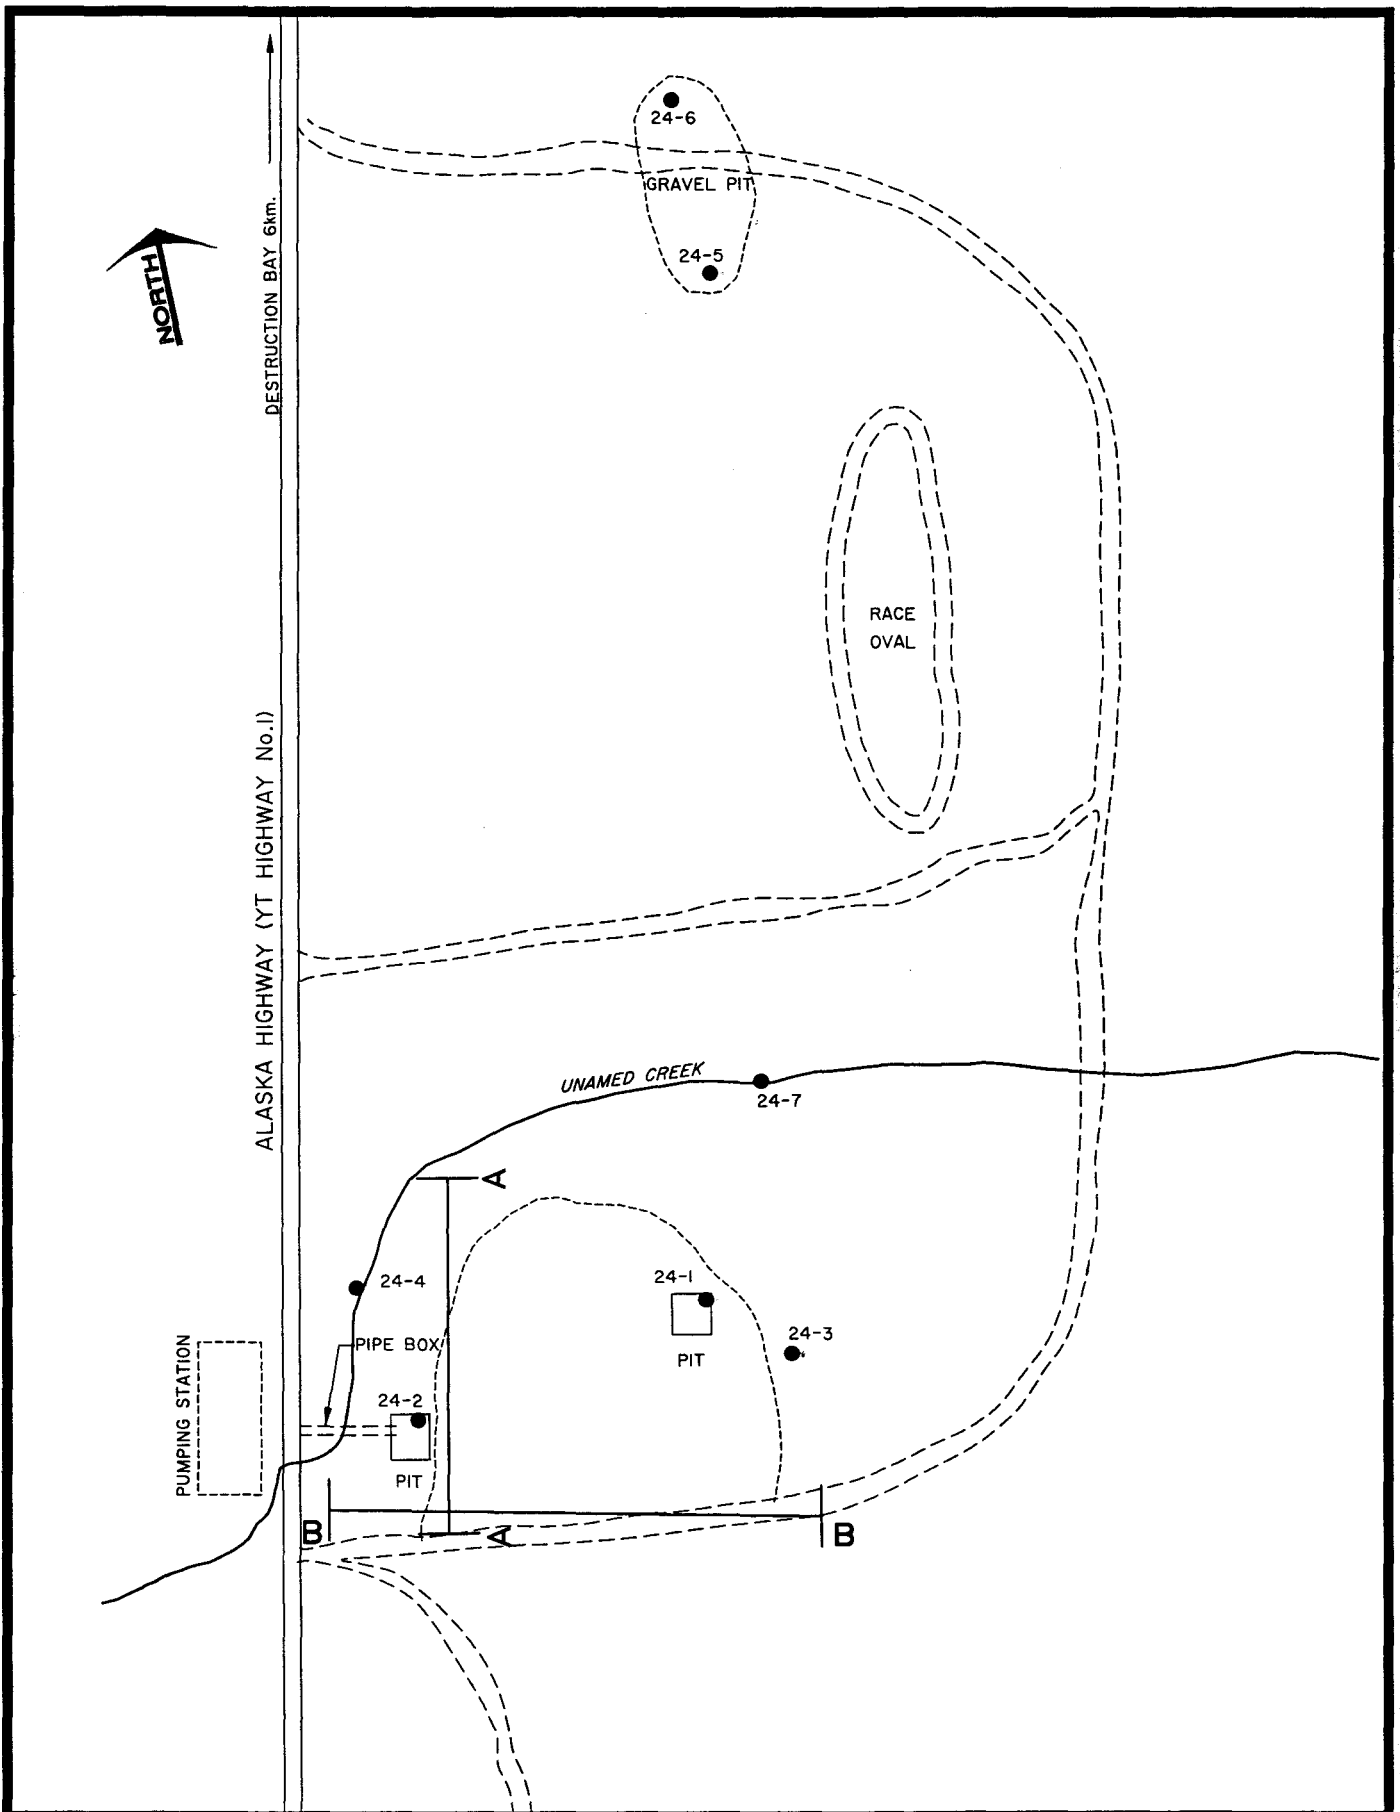 24-6
GRAVEL PIT
24-5
NORTH
DESTRUCTION BAY 6km.
RACE
OVAL
ALASKA HIGHWAY (YT HIGHWAY No.1)
UNAMED CREEK
24-7
A
24-4
24-1
PIT
24-3
PIPE BOX
PUMPING STATION
24-2
PIT
B
A
B